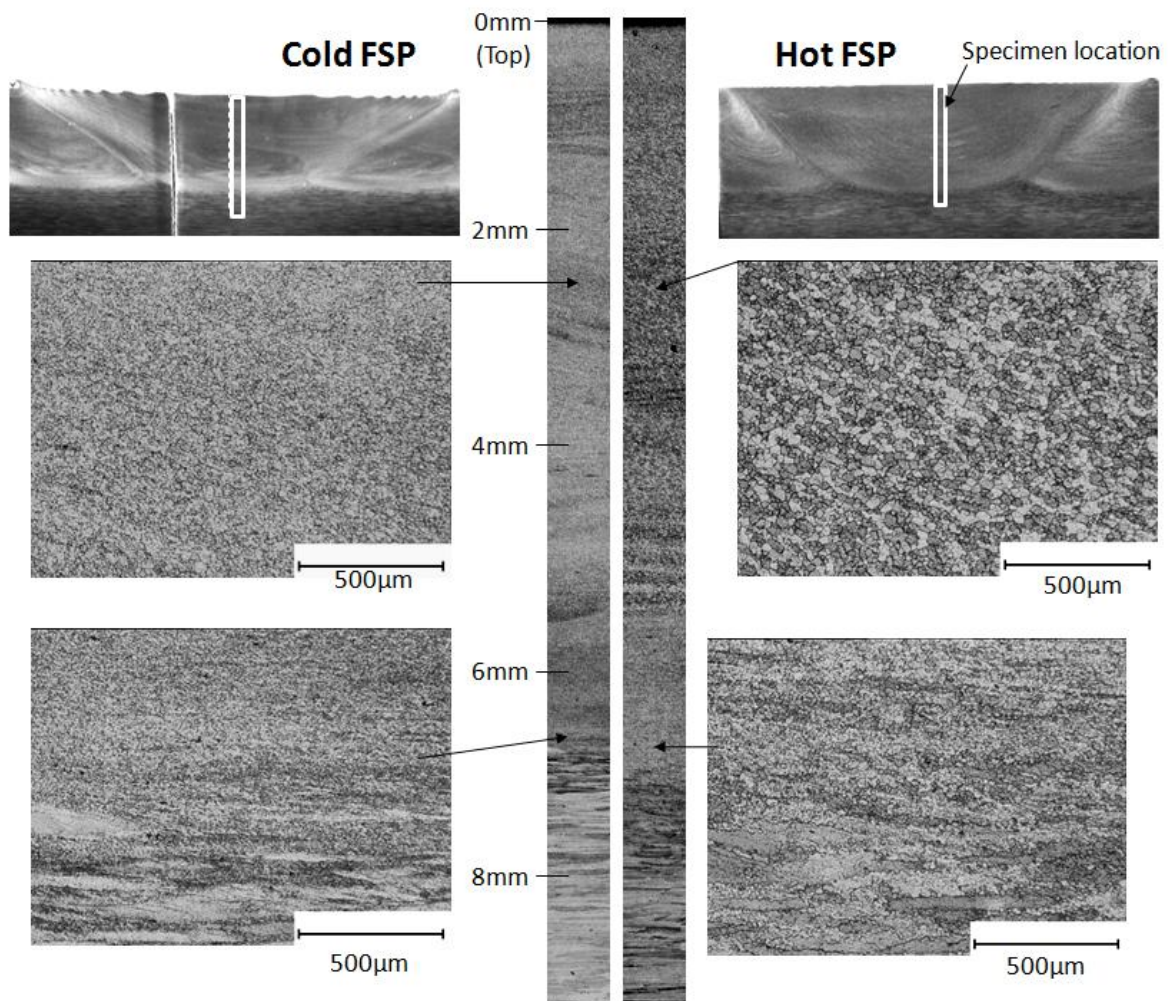 0mm
(Top)
Cold FSP
Hot FSP
Specimen location
2mm
4mm
500μm
500μm
6mm
8mm
500μm
500μm